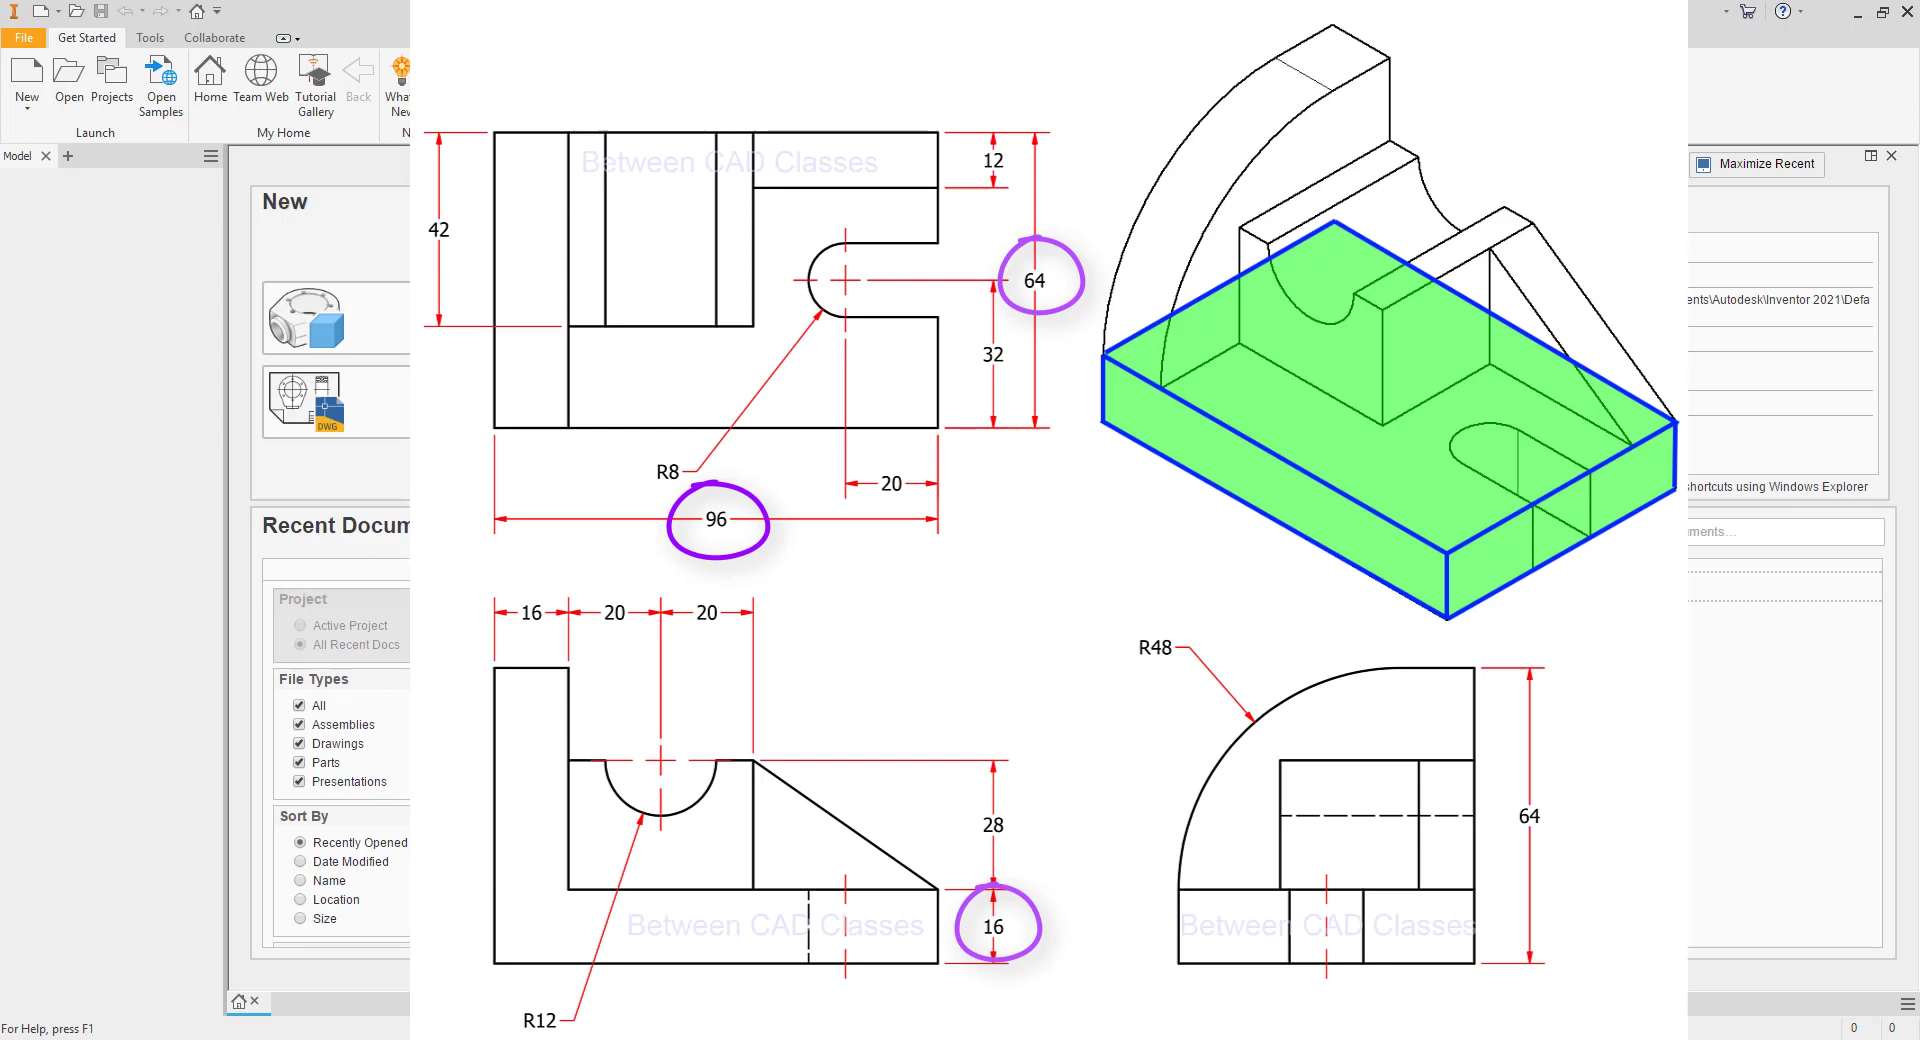 File
Get Started
Tools
Collaborate
New
Open
Projects
Open
Samples
Home
Team Web
Tutorial
Gallery
Back
Wha
New
Launch
My Home
N
Model
Maximize Recent
New
DWG
ents\Autodesk\Inventor 2021\Defa
shortcuts using Windows Explorer
Recent Docum
ments...
Project
Active Project
All Recent Docs
File Types
All
Assemblies
Drawings
Parts
Presentations
Sort By
Recently Opened
Date Modified
Name
Location
Size
For Help, press F1
0
0
Between CAD Classes
12
42
64
32
R8
20
96
16
20
20
28
16
Between CAD Classes
R12
R48
64
Between CAD Classes